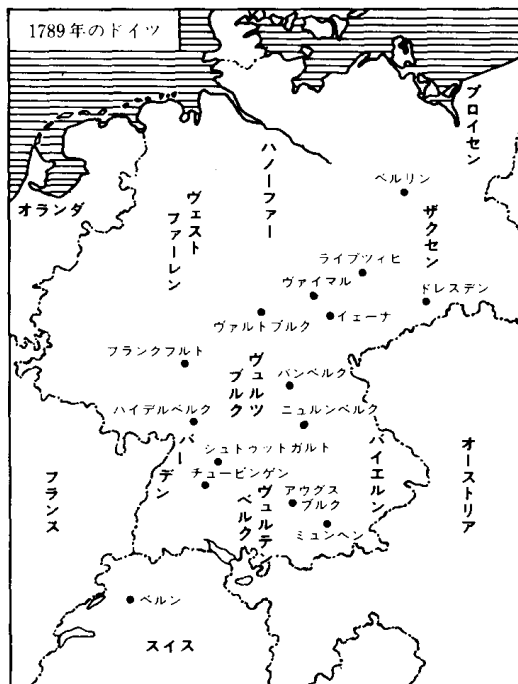 1789年のドイツ
プロイセン
ハノーファー
ベルリン
オランダ
ヴェスト
ファーレン
ザクセン
ライプツィヒ
ヴァイマル
ドレスデン
イェーナ
ヴァルトブルク
フランクフルト
ヴュルツ
ブルク
バンベルク
ハイデルベルク
ニュルンベルク
バーデン
シュトゥットガルト
バイエルン
オーストリア
フランス
チュービンゲン
ヴュルテ
ベルク
アウグス
ブルク
ミュンヘン
ベルン
スイス